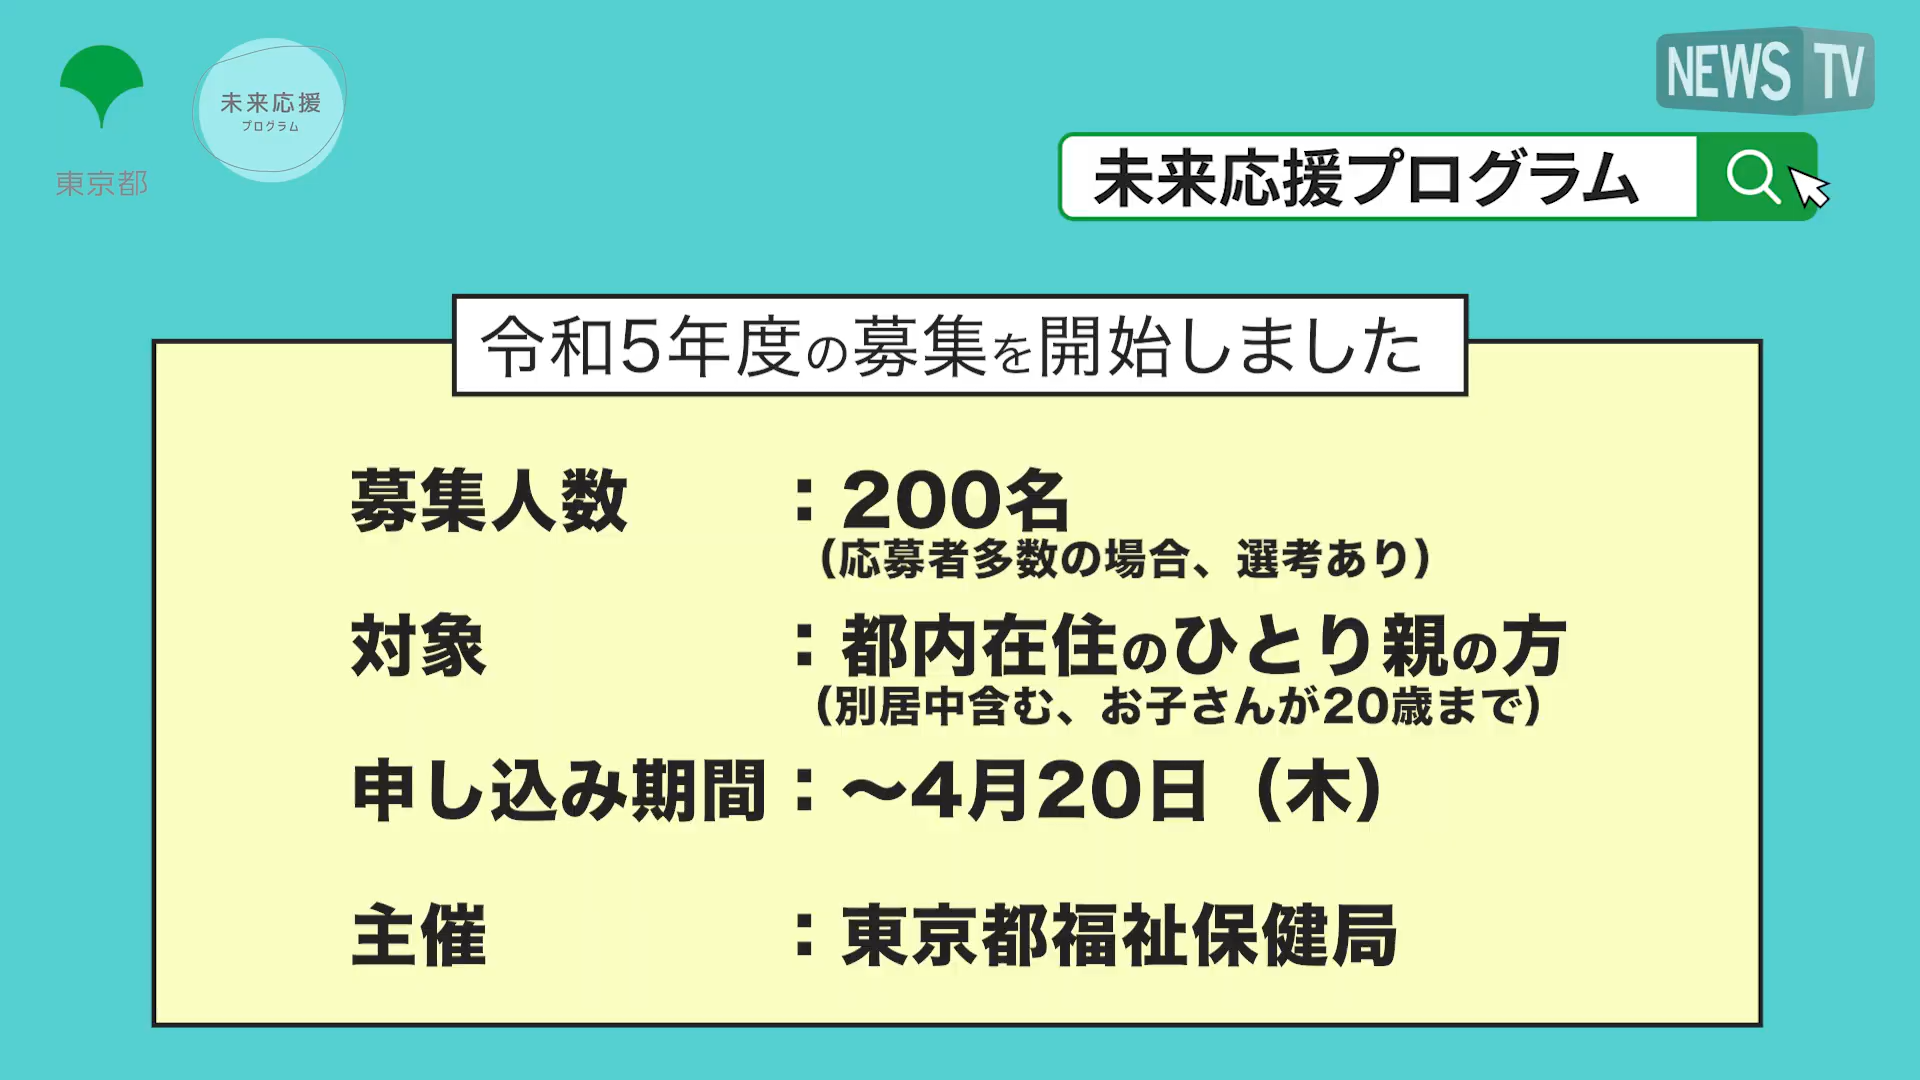 東京都
未来応援
プログラム
NEWS TV
未来応援プログラム
令和5年度の募集を開始しました
募集人数：200名
（応募者多数の場合、選考あり）
対象：都内在住のひとり親の方
（別居中含む、お子さんが20歳まで）
申し込み期間：～4月20日（木）
主催：東京都福祉保健局